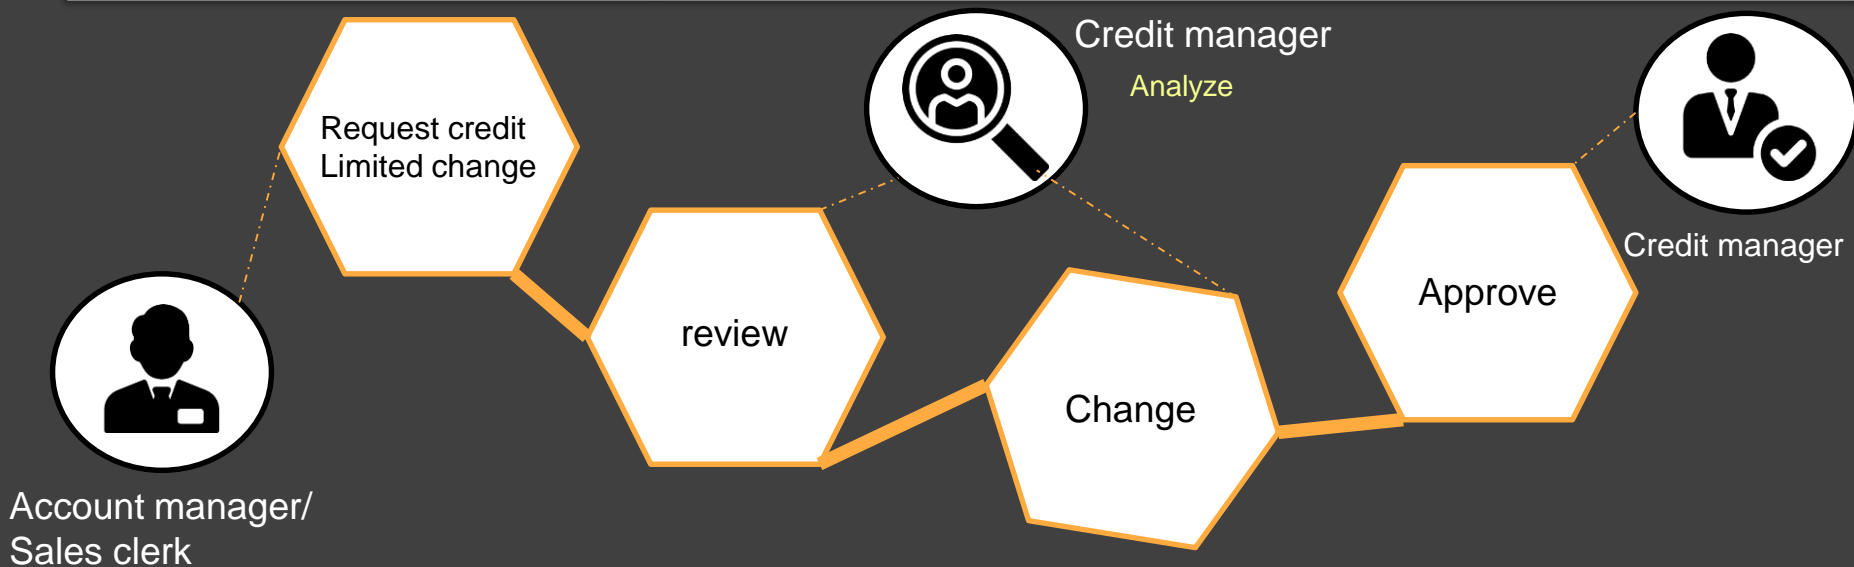 Request credit
Limited change
Credit manager
Analyze
review
Change
Approve
Credit manager
Account manager/
Sales clerk